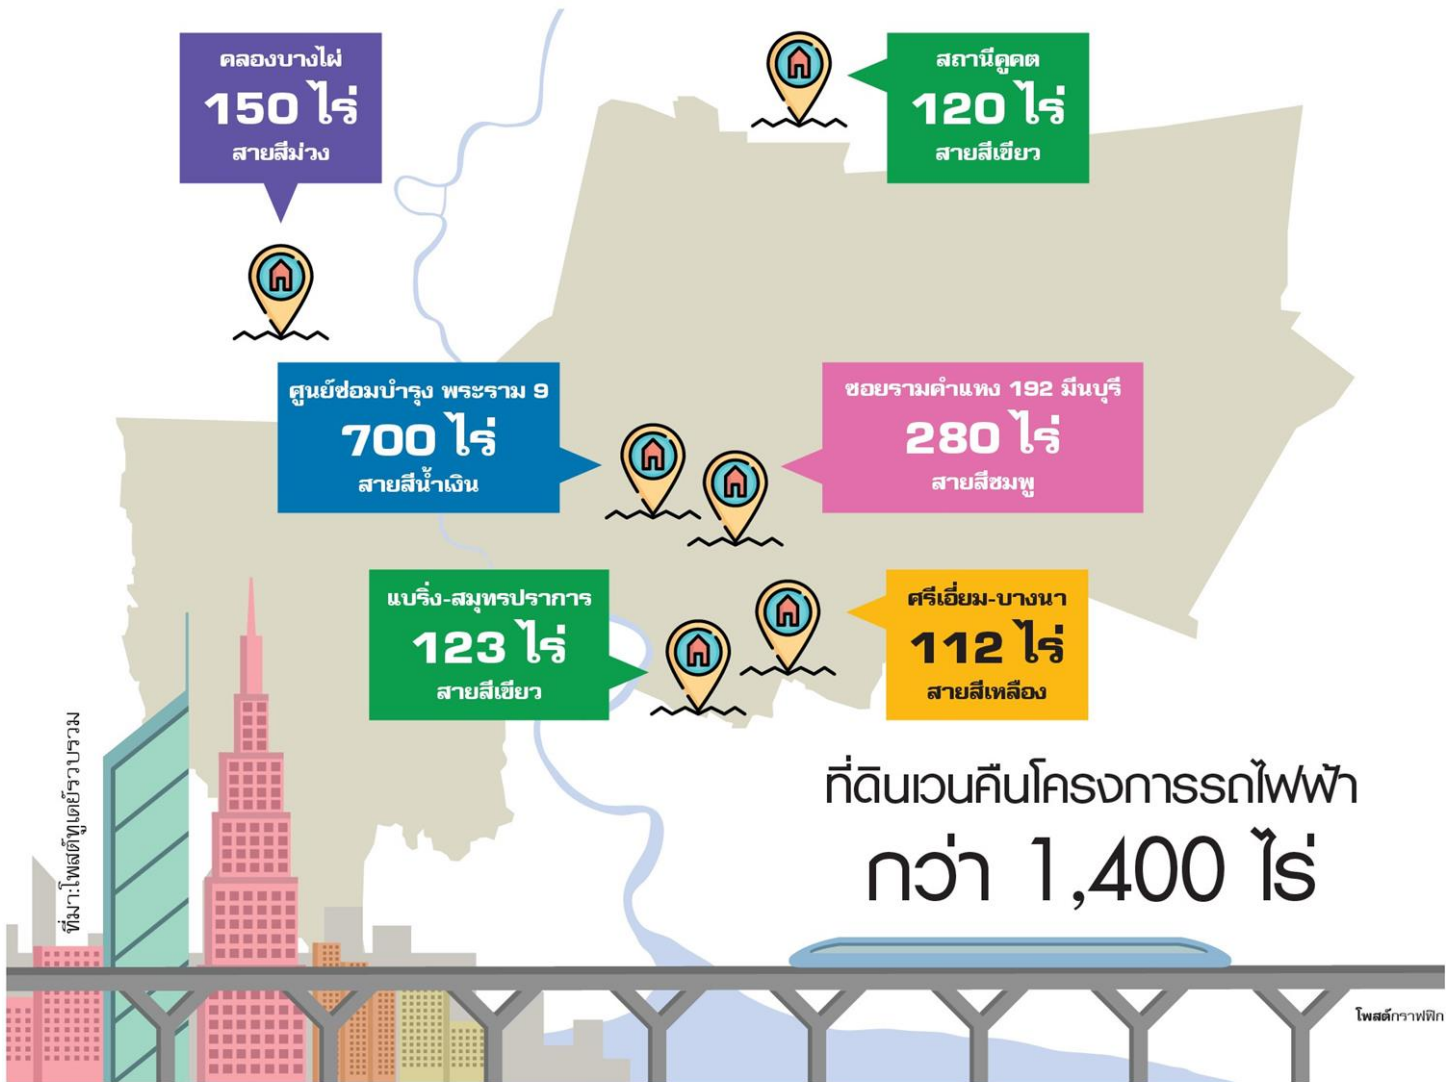 คลองบางไผ่
150 ไร่
สายสีม่วง
สถานีคูคต
120 ไร่
สายสีเขียว
ศูนย์ซ่อมบำรุง พระราม 9
700 ไร่
สายสีน้ำเงิน
ซอยรามคำแหง 192 มีนบุรี
280 ไร่
สายสีชมพู
แบริ่ง-สมุทรปราการ
123 ไร่
สายสีเขียว
ศรีเอี่ยม-บางนา
112 ไร่
สายสีเหลือง
ที่ดินเวนคืนโครงการรถไฟฟ้า
กว่า 1,400 ไร่
ที่มา:โพสต์ทูเดย์รวบรวม
โพสต์กราฟฟิก